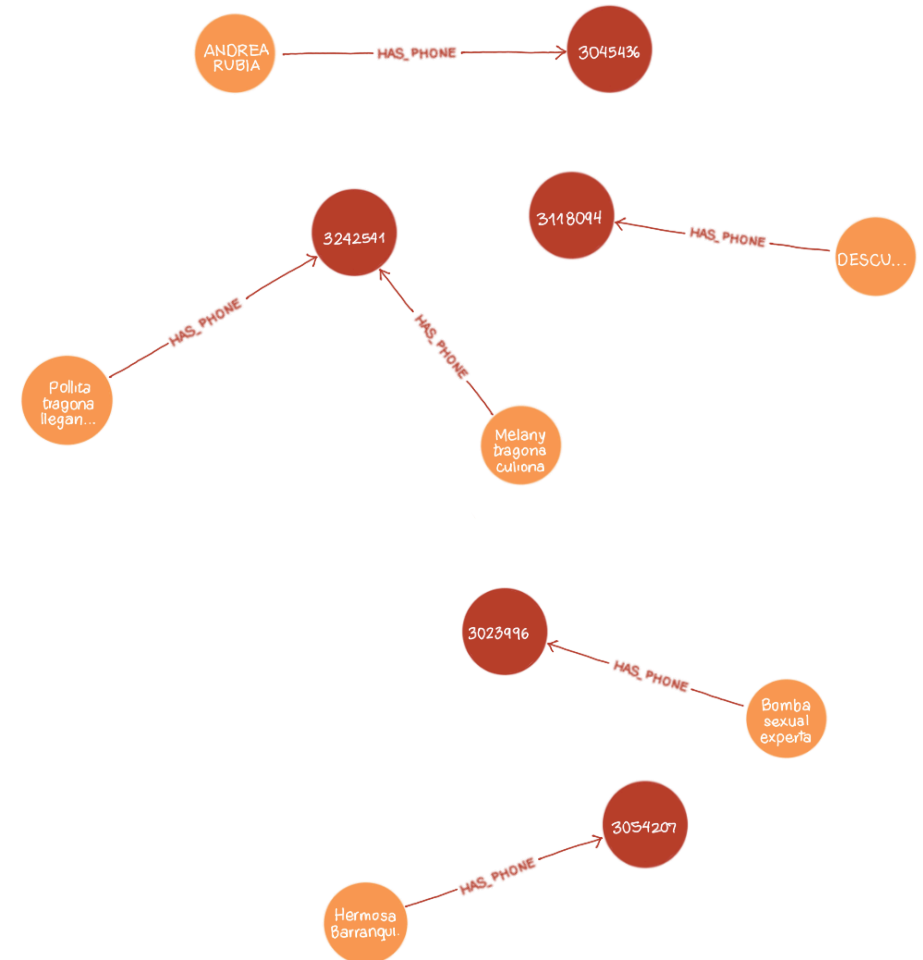 ANDREA
RUBIA
HAS_PHONE
3045436
3242541
3118094
HAS_PHONE
DESCU...
HAS_PHONE
HAS_PHONE
Pollita
tragona
llegan...
Melany
tragona
culiona
3023996
HAS_PHONE
Bomba
sexual
experta
3054207
HAS_PHONE
Hermosa
Barranqui.